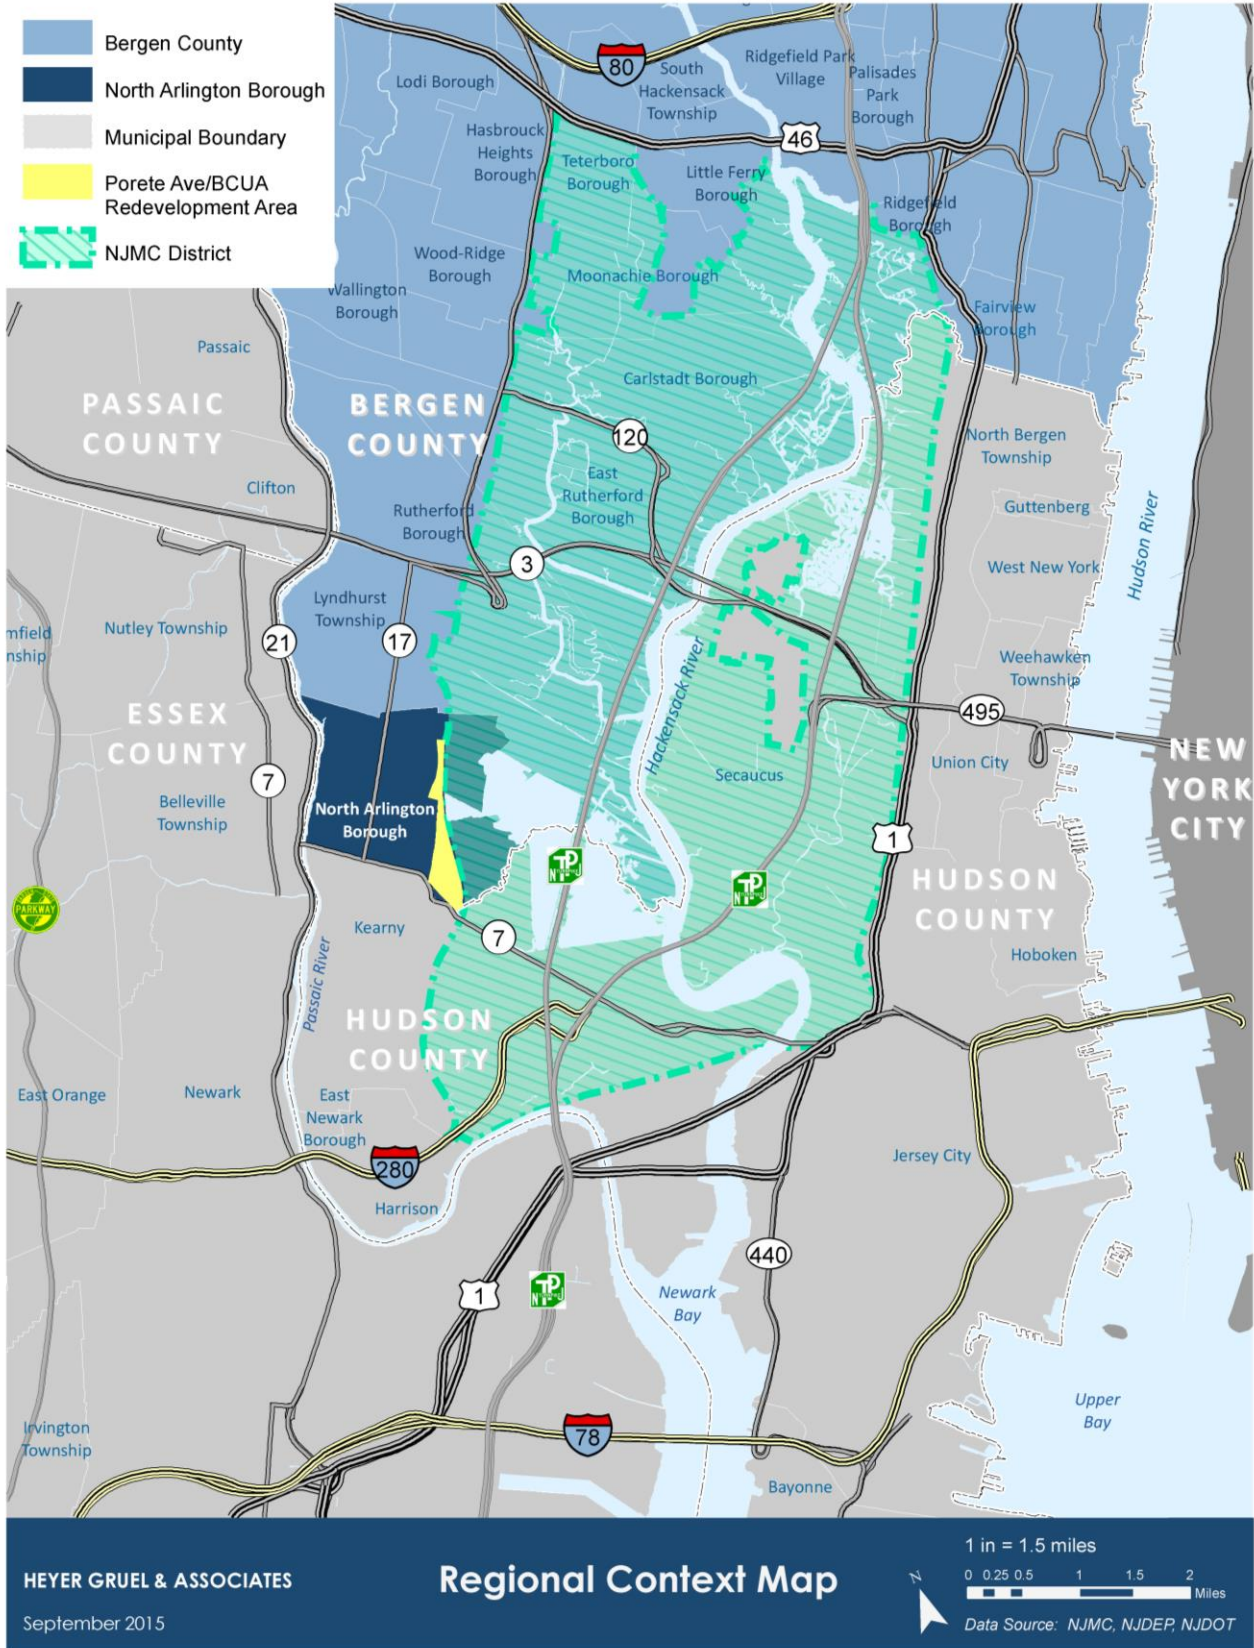 Bergen County
North Arlington Borough
Municipal Boundary
Porete Ave/BCUA
Redevelopment Area
NJMC District
80
Lodi Borough
South
Hackensack
Township
Ridgefield Park
Village
Palisades
Park
Borough
46
Hasbrouck
Heights
Borough
Teterboro
Borough
Little Ferry
Borough
Ridgefield
Borough
Wood-Ridge
Borough
Moonachie Borough
Wallington
Borough
Fairview
Borough
Passaic
Carlstadt Borough
PASSAIC
COUNTY
BERGEN
COUNTY
120
North Bergen
Township
East
Rutherford
Borough
Clifton
Rutherford
Borough
Guttenberg
Hudson River
3
West New York
Lyndhurst
Township
mfield
nship
Nutley Township
21
17
Hackensack River
Weehawken
Township
ESSEX
COUNTY
495
7
Secaucus
Union City
NEW
YORK
CITY
Belleville
Township
North Arlington
Borough
1
TP
N J
TP
N J
HUDSON
COUNTY
PARKWAY
Kearny
7
Hoboken
Passaic River
HUDSON
COUNTY
East Orange
Newark
East
Newark
Borough
280
Jersey City
Harrison
440
1
TP
N J
Newark
Bay
Upper
Bay
Irvington
Township
78
Bayonne
HEYER GRUEL & ASSOCIATES
September 2015
Regional Context Map
N
1 in = 1.5 miles
0 0.25 0.5 1 1.5 2
Miles
Data Source: NJMC, NJDEP, NJDOT